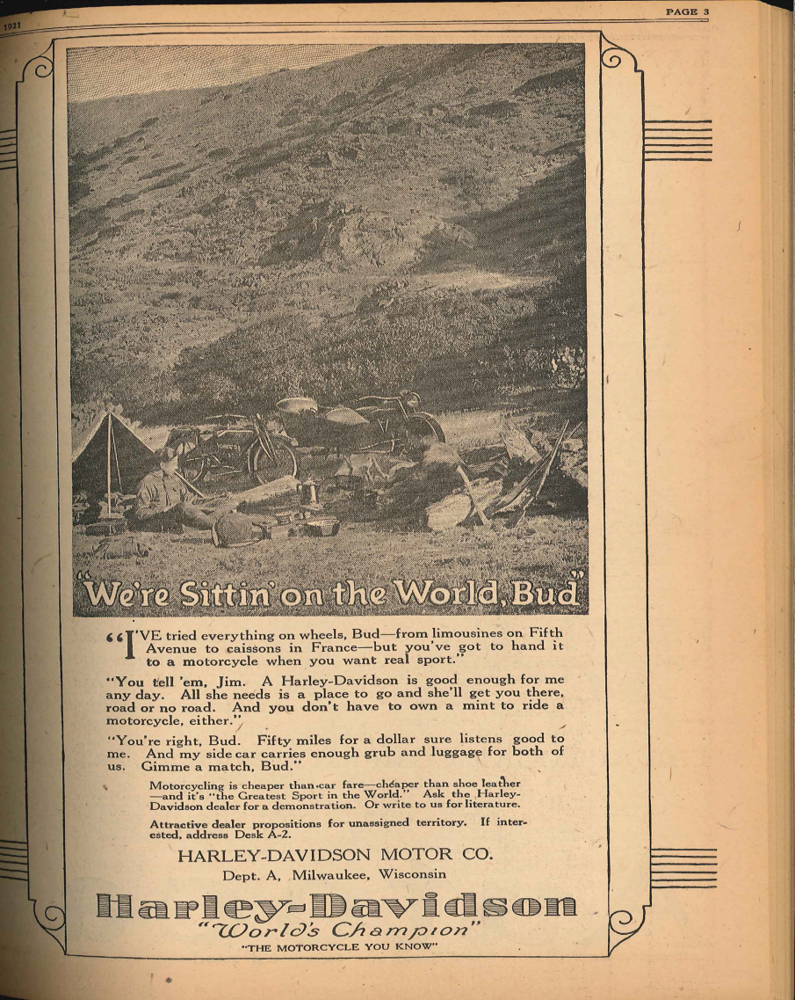 1921
PAGE 3
"We're Sittin' on the World, Bud"
"I'VE tried everything on wheels, Bud—from limousines on Fifth
Avenue to caissons in France—but you've got to hand it
to a motorcycle when you want real sport."
"You tell 'em, Jim. A Harley-Davidson is good enough for me
any day. All she needs is a place to go and she'll get you there,
road or no road. And you don't have to own a mint to ride a
motorcycle, either."
"You're right, Bud. Fifty miles for a dollar sure listens good to
me. And my side car carries enough grub and luggage for both of
us. Gimme a match, Bud."
Motorcycling is cheaper than car fare—cheaper than shoe leather
—and it's "the Greatest Sport in the World." Ask the Harley-
Davidson dealer for a demonstration. Or write to us for literature.
Attractive dealer propositions for unassigned territory. If inter-
ested, address Desk A-2.
HARLEY-DAVIDSON MOTOR CO.
Dept. A, Milwaukee, Wisconsin
Harley-Davidson
"World's Champion"
"THE MOTORCYCLE YOU KNOW"